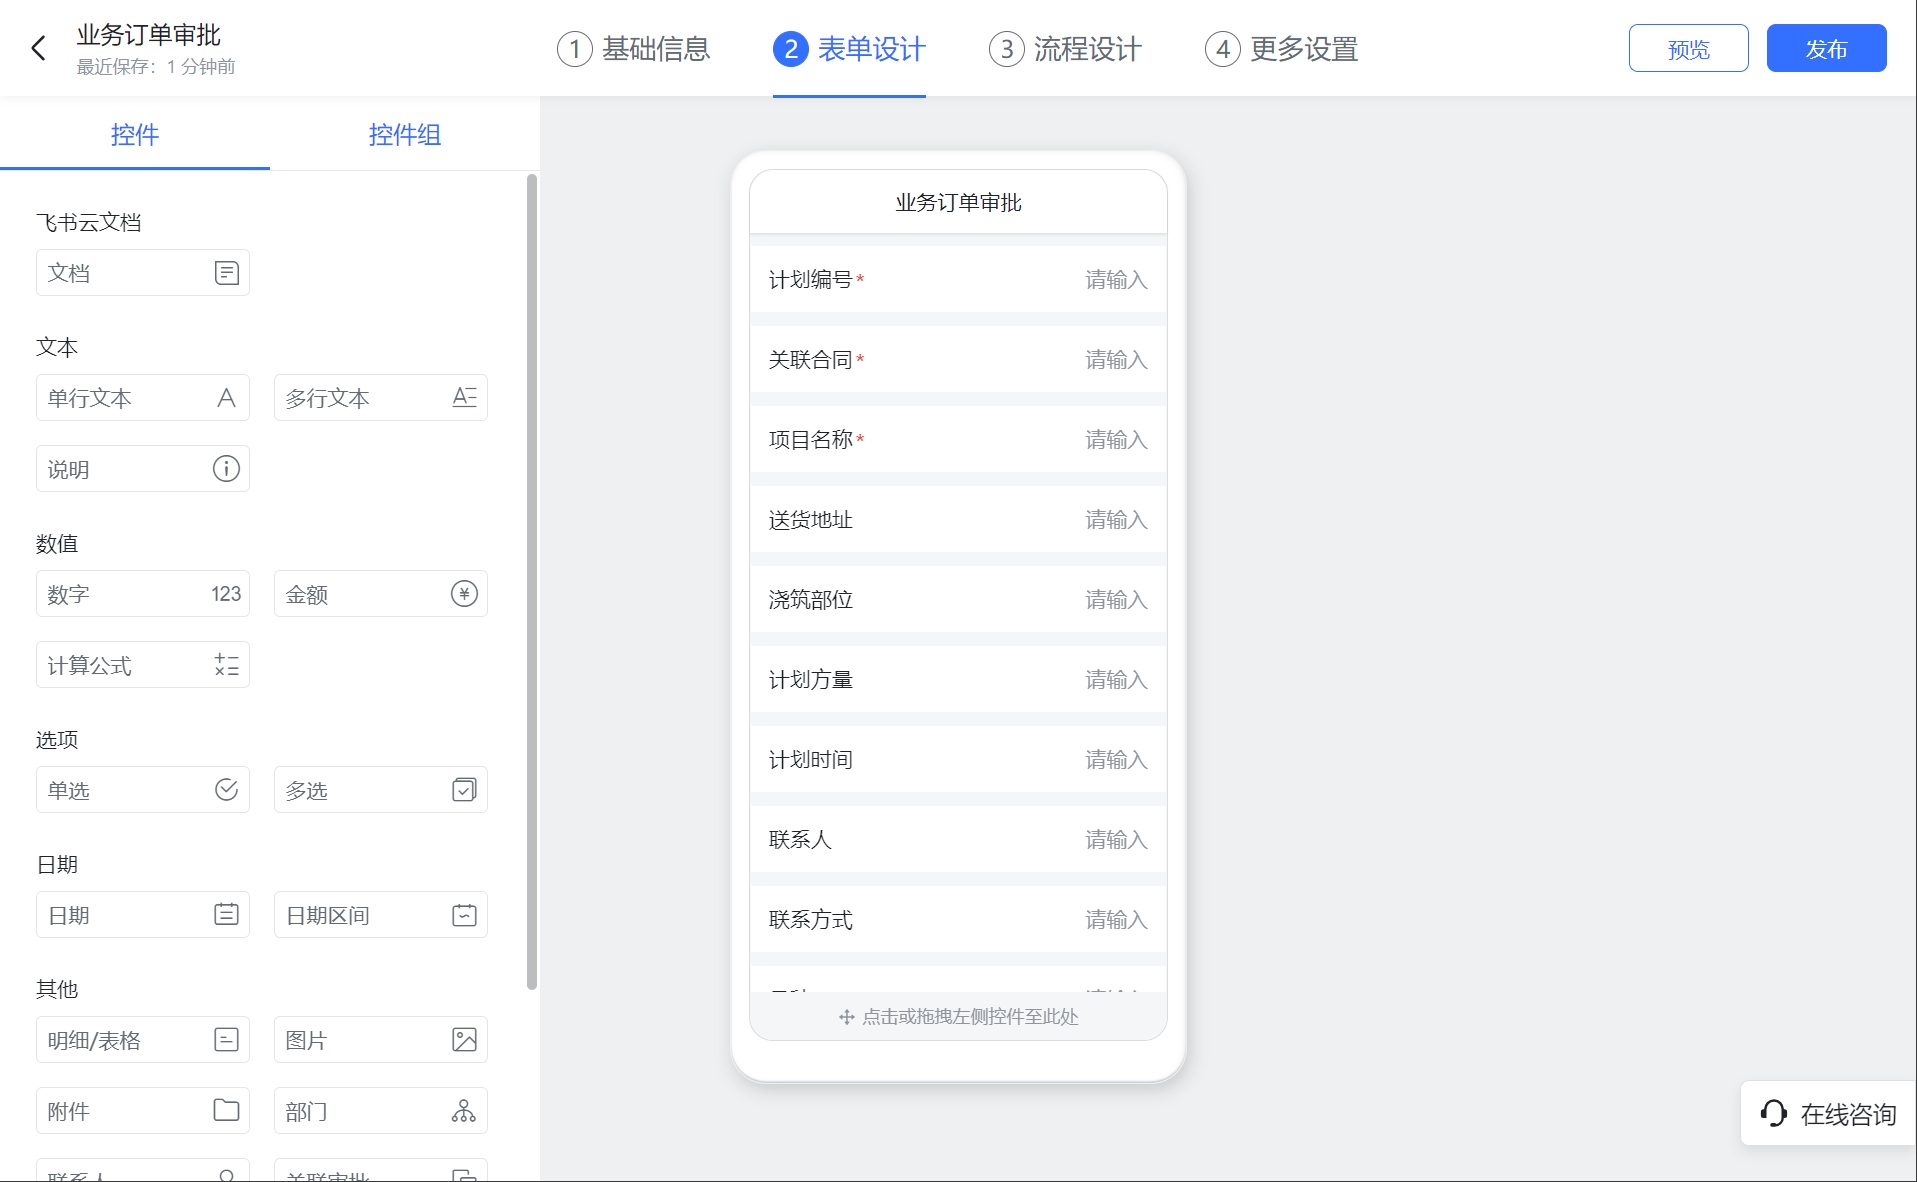 业务订单审批
最近保存：1 分钟前
1 基础信息
2 表单设计
3 流程设计
4 更多设置
预览
发布
控件
控件组
飞书云文档
文档
文本
单行文本
多行文本
说明
数值
数字 123
金额
计算公式
选项
单选
多选
日期
日期
日期区间
其他
明细/表格
图片
附件
部门
联系人
关联审批
业务订单审批
计划编号* 请输入
关联合同* 请输入
项目名称* 请输入
送货地址 请输入
浇筑部位 请输入
计划方量 请输入
计划时间 请输入
联系人 请输入
联系方式 请输入
点击或拖拽左侧控件至此处
在线咨询